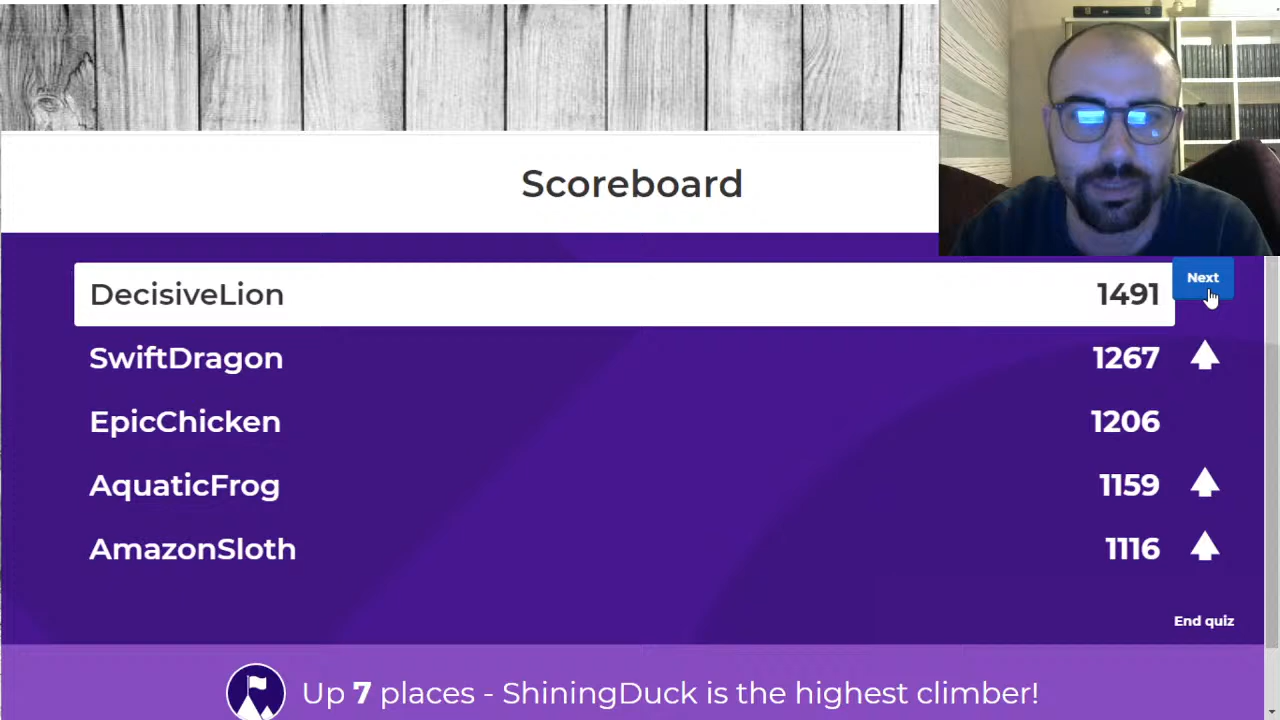 Scoreboard
Next
DecisiveLion 1491
SwiftDragon 1267
EpicChicken 1206
AquaticFrog 1159
AmazonSloth 1116
End quiz
Up 7 places - ShiningDuck is the highest climber!